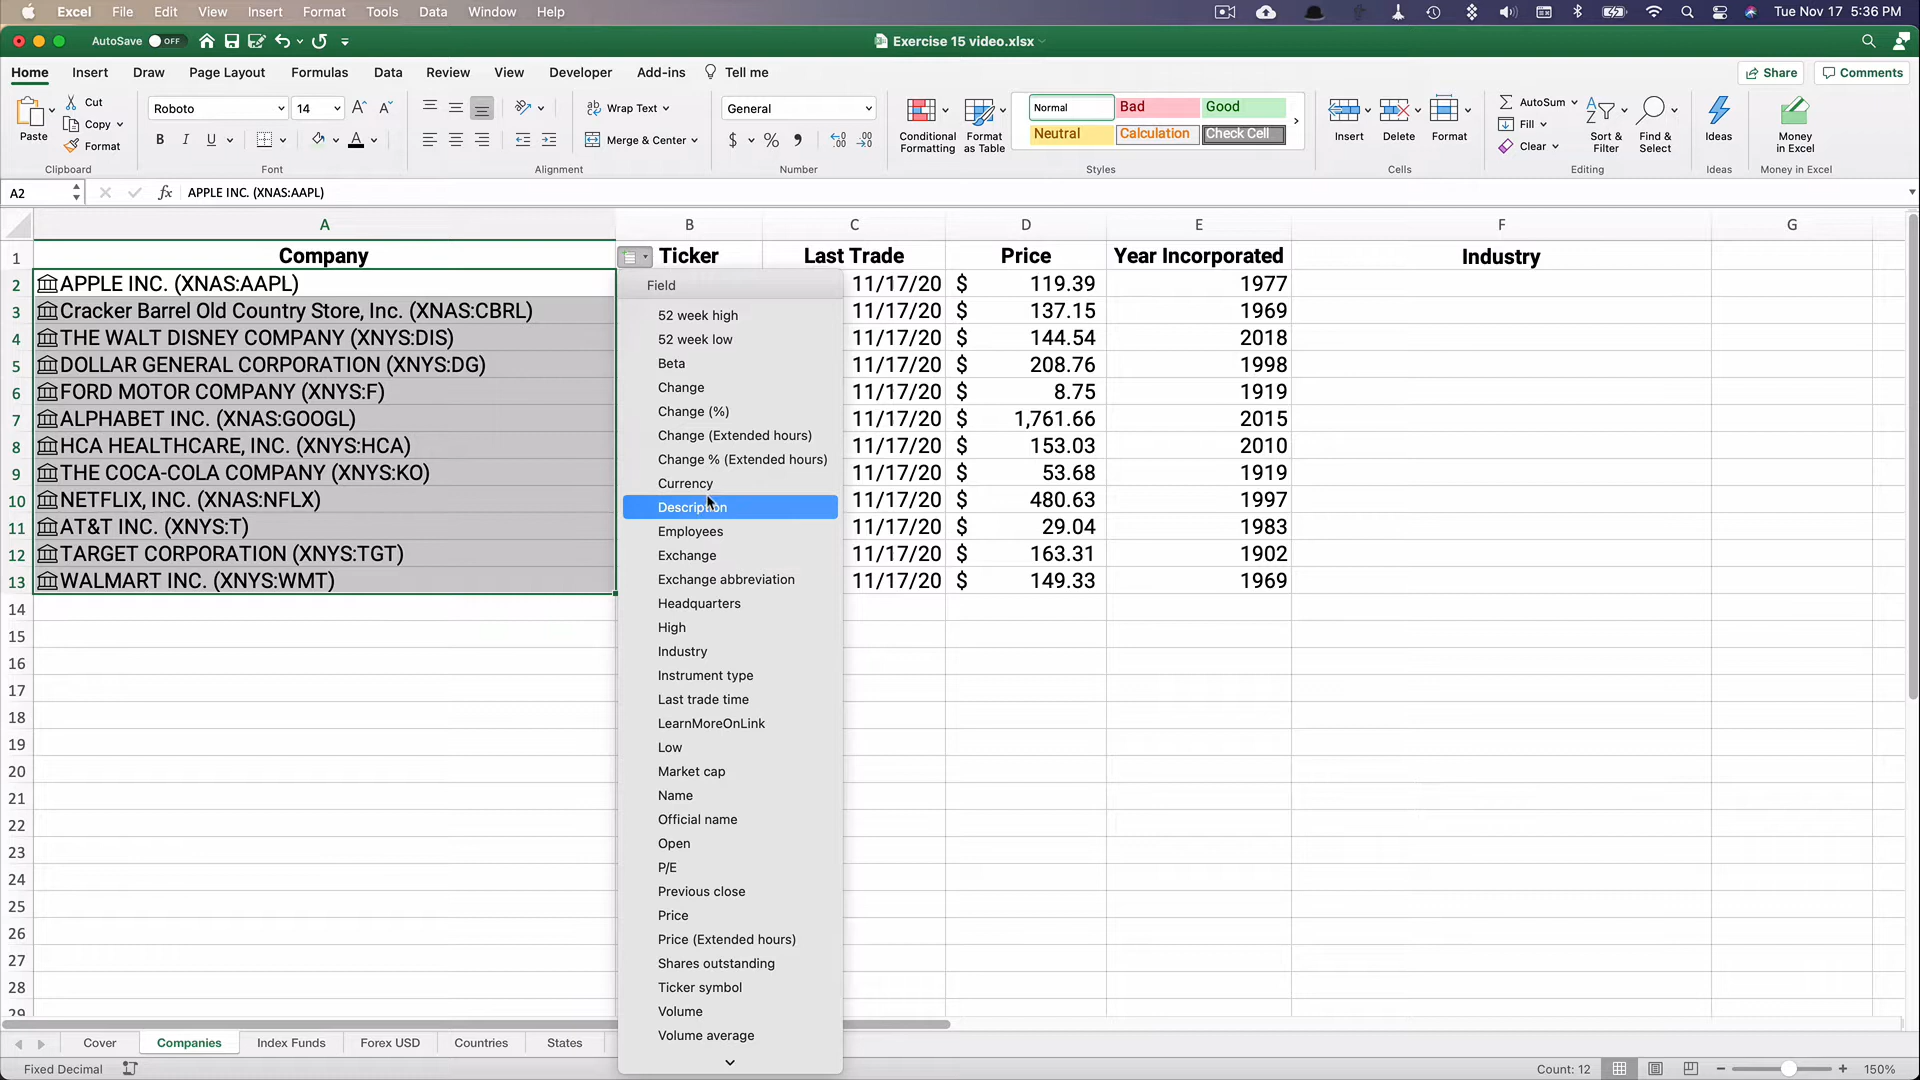 Excel File Edit View Insert Format Tools Data Window Help Tue Nov 17 5:36 PM
AutoSave OFF Exercise 15 video.xlsx
Home Insert Draw Page Layout Formulas Data Review View Developer Add-ins Tell me Share Comments
Paste Cut Copy Format Clipboard
Roboto 14 B I U A Font
Wrap Text Merge & Center Alignment
General $ % Number
Conditional Formatting Format as Table
Normal Bad Good
Neutral Calculation Check Cell
Styles
Insert Delete Format Cells
AutoSum Fill Clear Sort & Filter Find & Select Editing
Ideas Ideas
Money in Excel Money in Excel
A2 fx APPLE INC. (XNAS:AAPL)
A B C D E F G
1 Company Ticker Last Trade Price Year Incorporated Industry
2 APPLE INC. (XNAS:AAPL) 11/17/20 $ 119.39 1977
3 Cracker Barrel Old Country Store, Inc. (XNAS:CBRL) 11/17/20 $ 137.15 1969
4 THE WALT DISNEY COMPANY (XNYS:DIS) 11/17/20 $ 144.54 2018
5 DOLLAR GENERAL CORPORATION (XNYS:DG) 11/17/20 $ 208.76 1998
6 FORD MOTOR COMPANY (XNYS:F) 11/17/20 $ 8.75 1919
7 ALPHABET INC. (XNAS:GOOGL) 11/17/20 $ 1,761.66 2015
8 HCA HEALTHCARE, INC. (XNYS:HCA) 11/17/20 $ 153.03 2010
9 THE COCA-COLA COMPANY (XNYS:KO) 11/17/20 $ 53.68 1919
10 NETFLIX, INC. (XNAS:NFLX) 11/17/20 $ 480.63 1997
11 AT&T INC. (XNYS:T) 11/17/20 $ 29.04 1983
12 TARGET CORPORATION (XNYS:TGT) 11/17/20 $ 163.31 1902
13 WALMART INC. (XNYS:WMT) 11/17/20 $ 149.33 1969
14
15
16
17
18
19
20
21
22
23
24
25
26
27
28
29
Field
52 week high
52 week low
Beta
Change
Change (%)
Change (Extended hours)
Change % (Extended hours)
Currency
Description
Employees
Exchange
Exchange abbreviation
Headquarters
High
Industry
Instrument type
Last trade time
LearnMoreOnLink
Low
Market cap
Name
Official name
Open
P/E
Previous close
Price
Price (Extended hours)
Shares outstanding
Ticker symbol
Volume
Volume average
Cover Companies Index Funds Forex USD Countries States
Fixed Decimal Count: 12 150%